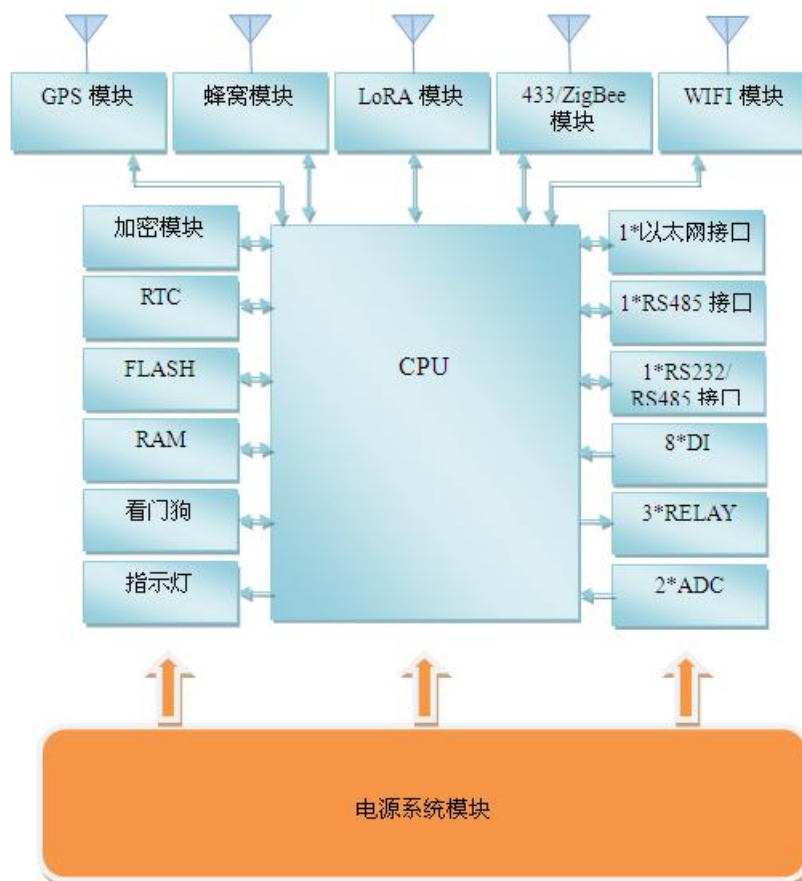 GPS 模块
蜂窝模块
LoRA 模块
433/ZigBee
模块
WIFI 模块
加密模块
RTC
FLASH
RAM
看门狗
指示灯
CPU
1*以太网接口
1*RS485 接口
1*RS232/
RS485 接口
8*DI
3*RELAY
2*ADC
电源系统模块